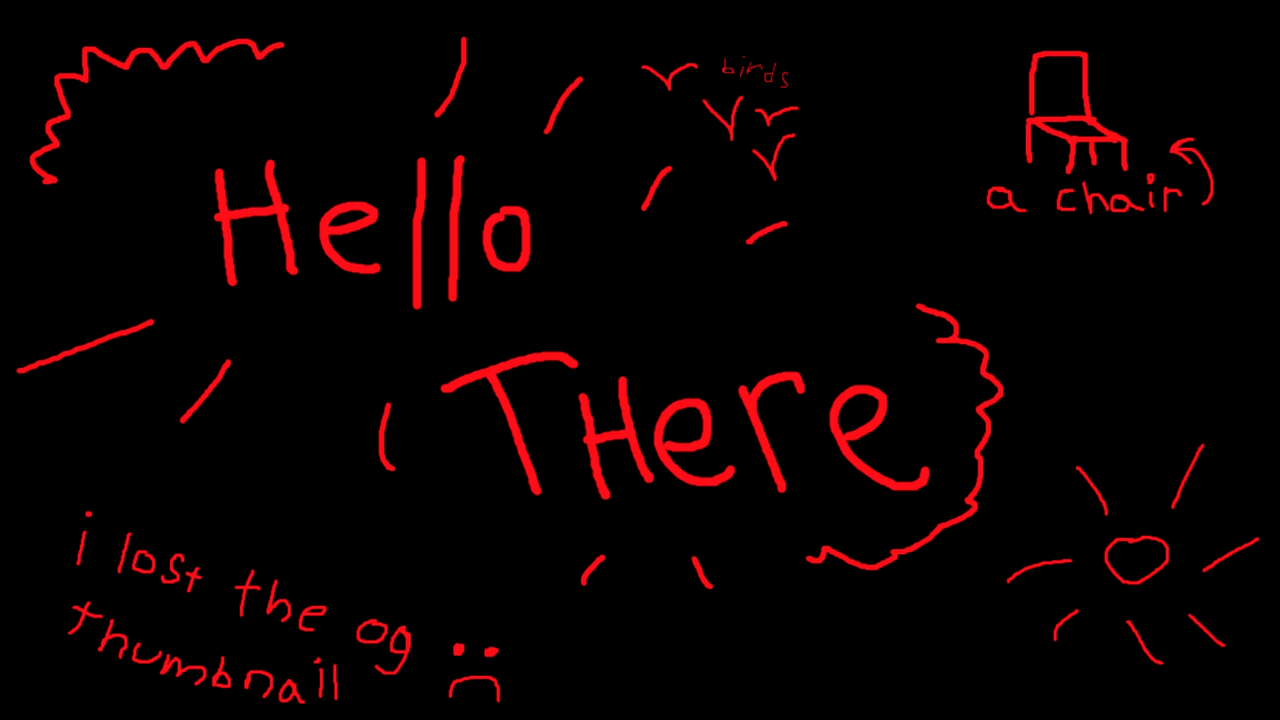 birds
a chair
Hello
THere
i lost the og
thumbnail